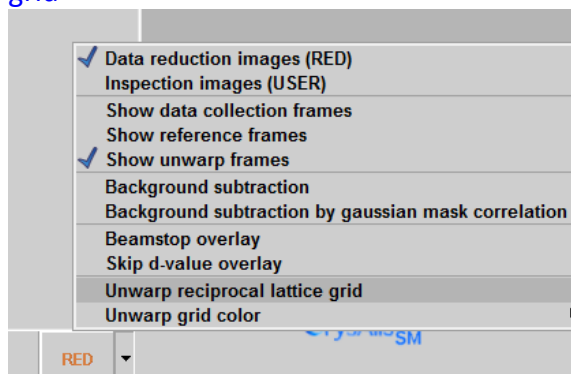 grid
Data reduction images (RED)
Inspection images (USER)
Show data collection frames
Show reference frames
Show unwarp frames
Background subtraction
Background subtraction by gaussian mask correlation
Beamstop overlay
Skip d-value overlay
Unwarp reciprocal lattice grid
Unwarp grid color
SM
RED